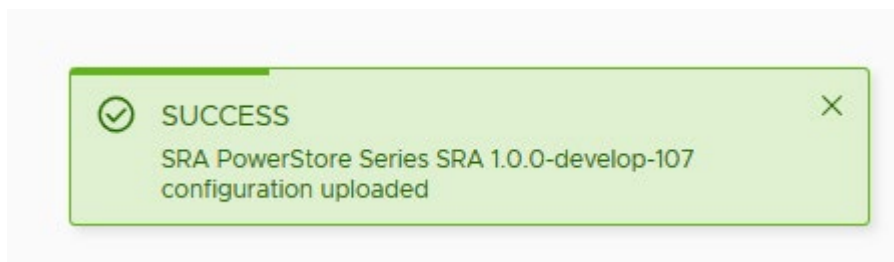 SUCCESS
SRA PowerStore Series SRA 1.0.0-develop-107
configuration uploaded